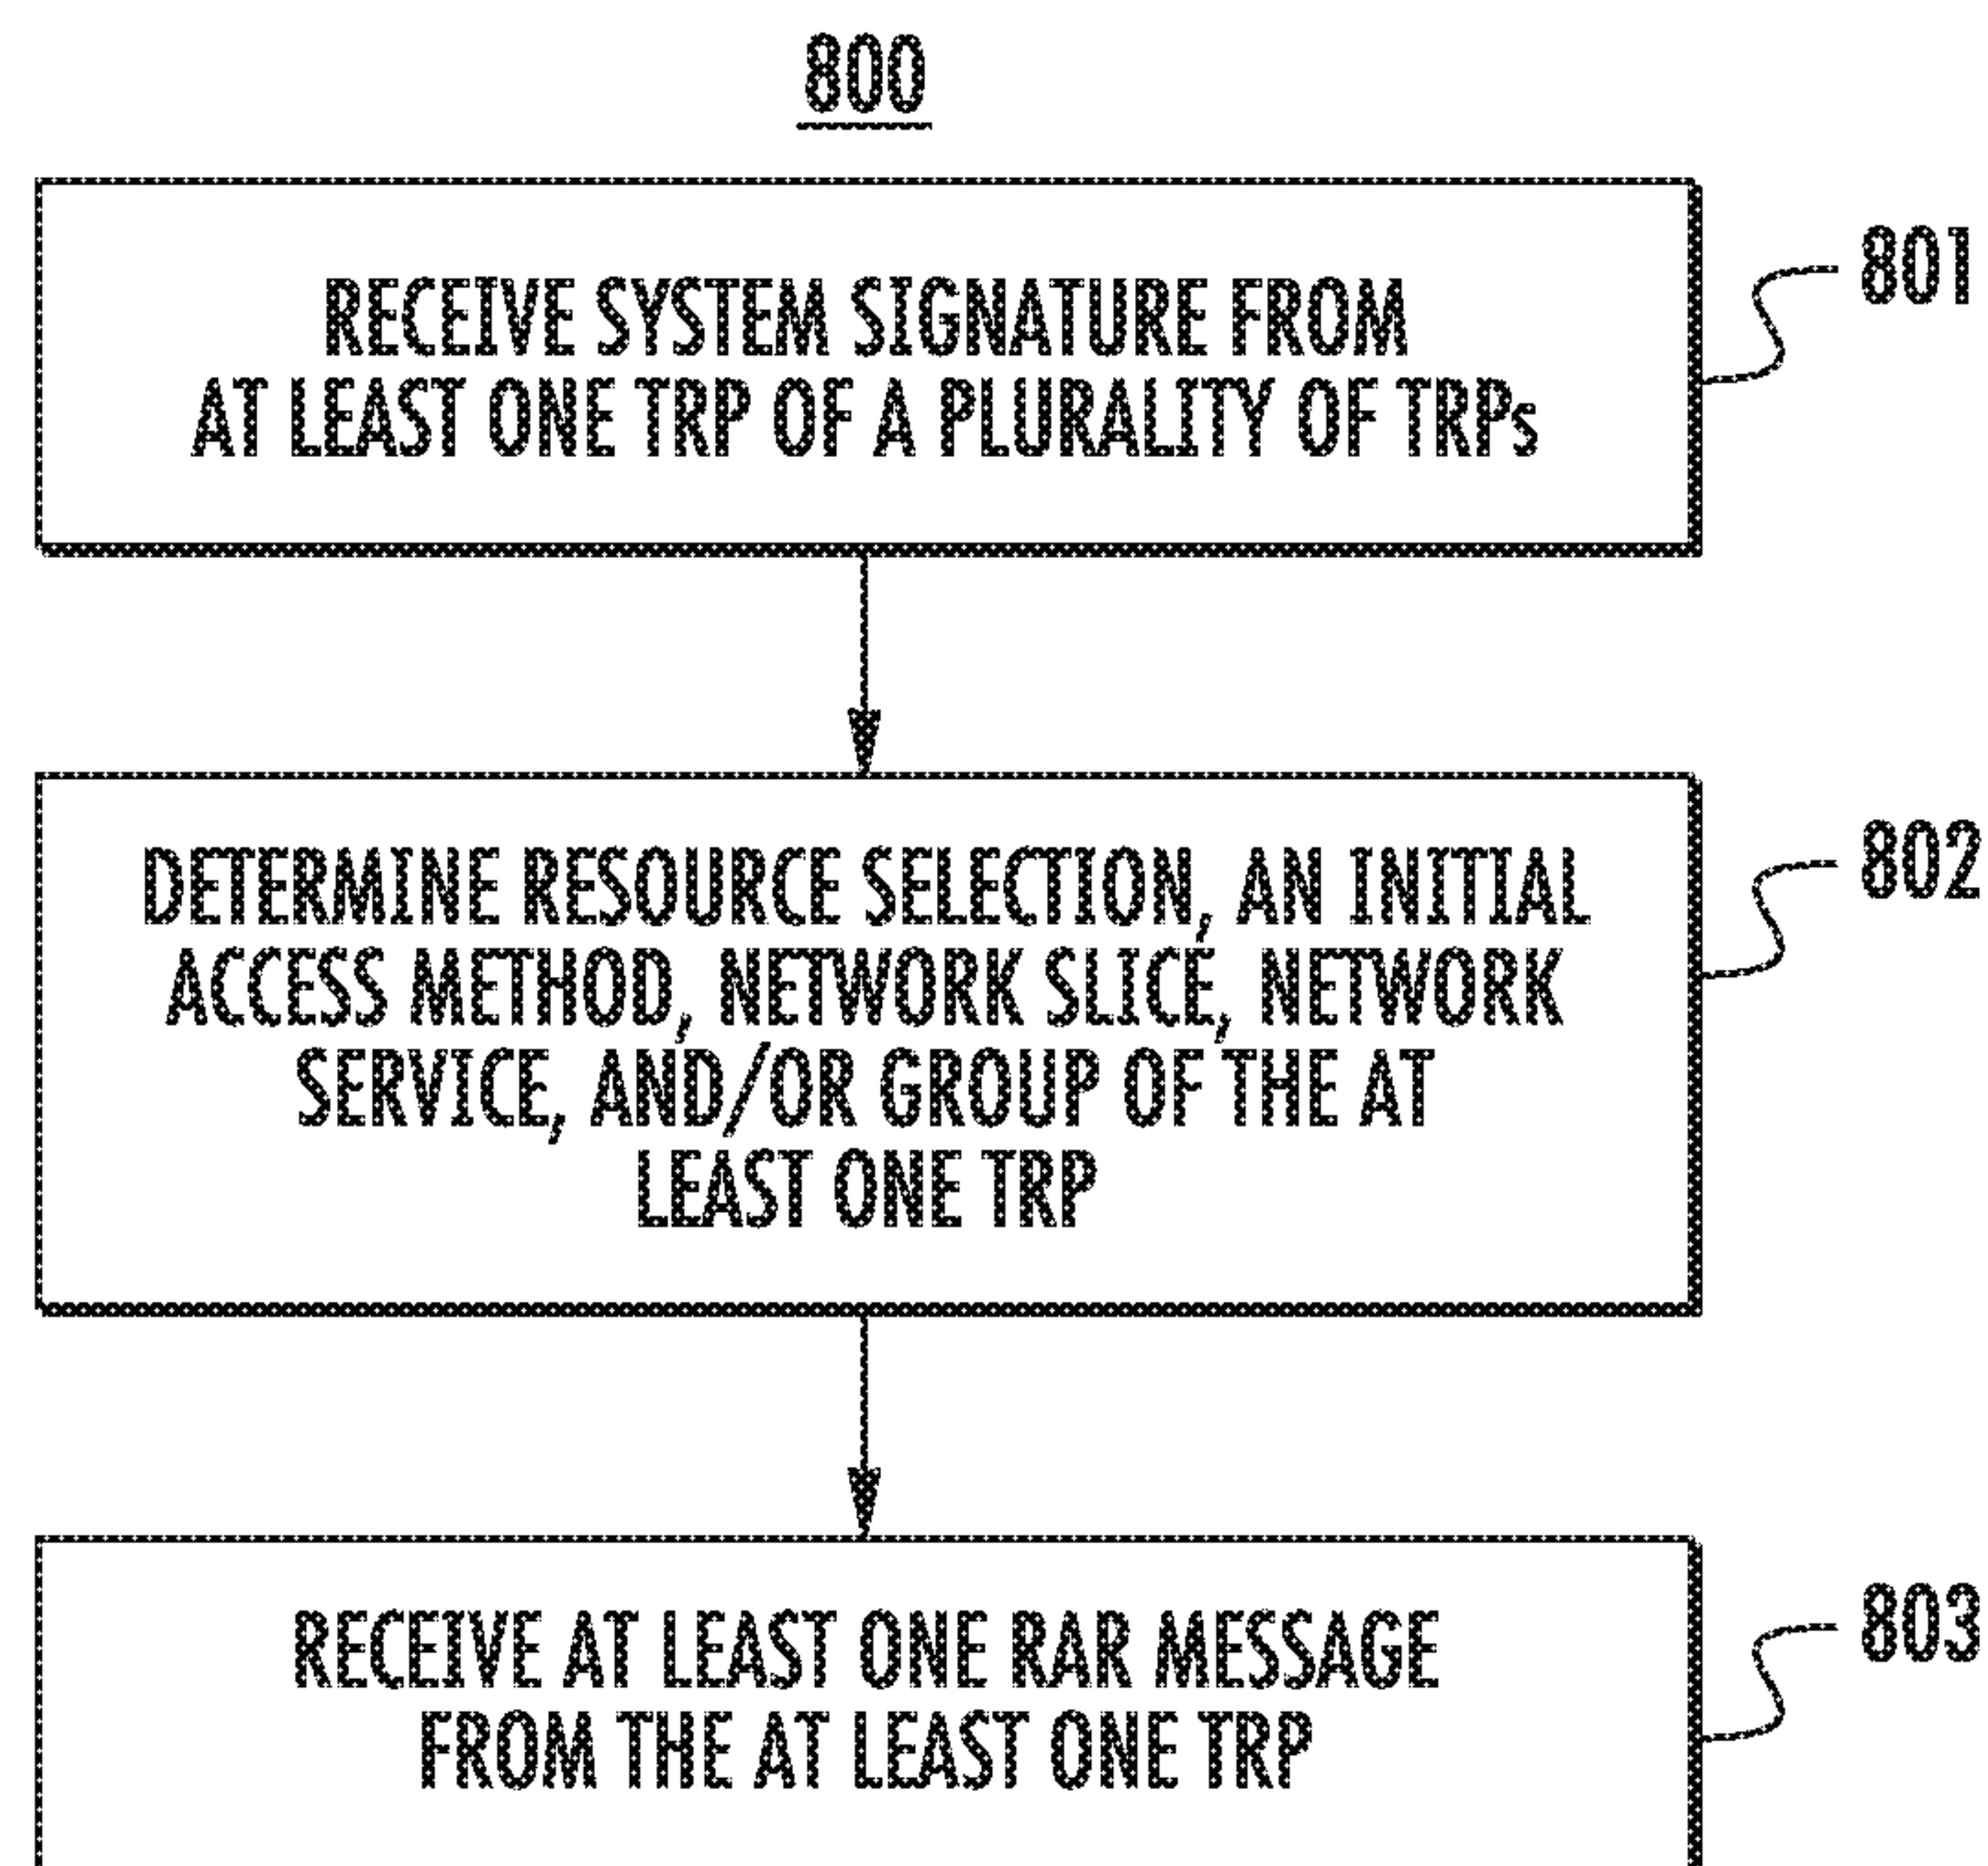 800
RECEIVE SYSTEM SIGNATURE FROM
AT LEAST ONE TRP OF A PLURALITY OF TRPs
801
DETERMINE RESOURCE SELECTION, AN INITIAL
ACCESS METHOD, NETWORK SLICE, NETWORK
SERVICE, AND/OR GROUP OF THE AT
LEAST ONE TRP
802
RECEIVE AT LEAST ONE RAR MESSAGE
FROM THE AT LEAST ONE TRP
803